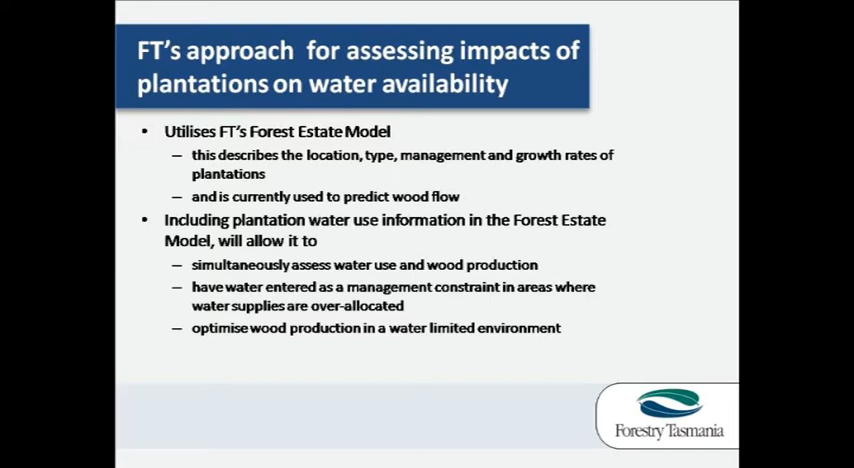 FT's approach for assessing impacts of
plantations on water availability
• Utilises FT's Forest Estate Model
– this describes the location, type, management and growth rates of
plantations
– and is currently used to predict wood flow
• Including plantation water use information in the Forest Estate
Model, will allow it to
– simultaneously assess water use and wood production
– have water entered as a management constraint in areas where
water supplies are over-allocated
– optimise wood production in a water limited environment
Forestry Tasmania